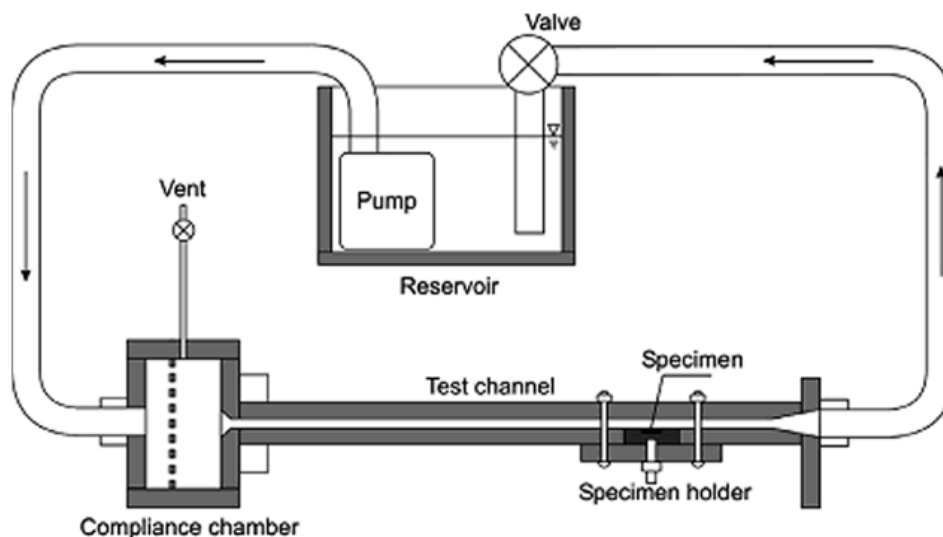 Valve
Vent
Pump
Reservoir
Specimen
Test channel
Specimen holder
Compliance chamber